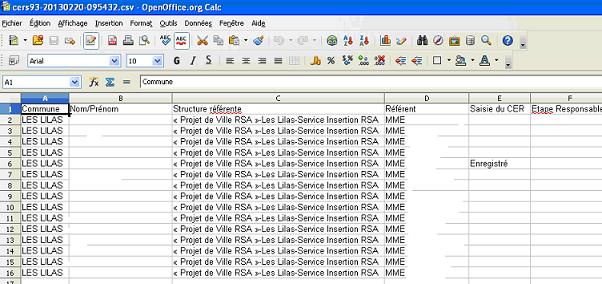 cers93-20130220-095432.csv - OpenOffice.org Calc
Fichier Édition Affichage Insertion Format Outils Données Fenêtre Aide
Arial 10 G I S
A1 fx Σ = Commune
A B C D E F
1 Commune Nom/Prénom Structure référente Référent Saisie du CER Etape Responsable
2 LES LILAS « Projet de Ville RSA »-Les Lilas-Service Insertion RSA MME
3 LES LILAS « Projet de Ville RSA »-Les Lilas-Service Insertion RSA MME
4 LES LILAS « Projet de Ville RSA »-Les Lilas-Service Insertion RSA MME
5 LES LILAS « Projet de Ville RSA »-Les Lilas-Service Insertion RSA MME
6 LES LILAS « Projet de Ville RSA »-Les Lilas-Service Insertion RSA MME Enregistré
7 LES LILAS « Projet de Ville RSA »-Les Lilas-Service Insertion RSA MME
8 LES LILAS « Projet de Ville RSA »-Les Lilas-Service Insertion RSA MME
9 LES LILAS « Projet de Ville RSA »-Les Lilas-Service Insertion RSA MME
10 LES LILAS « Projet de Ville RSA »-Les Lilas-Service Insertion RSA MME
11 LES LILAS « Projet de Ville RSA »-Les Lilas-Service Insertion RSA MME
12 LES LILAS « Projet de Ville RSA »-Les Lilas-Service Insertion RSA MME
13 LES LILAS « Projet de Ville RSA »-Les Lilas-Service Insertion RSA MME
14 LES LILAS « Projet de Ville RSA »-Les Lilas-Service Insertion RSA MME
15 LES LILAS « Projet de Ville RSA »-Les Lilas-Service Insertion RSA MME
16 LES LILAS « Projet de Ville RSA »-Les Lilas-Service Insertion RSA MME